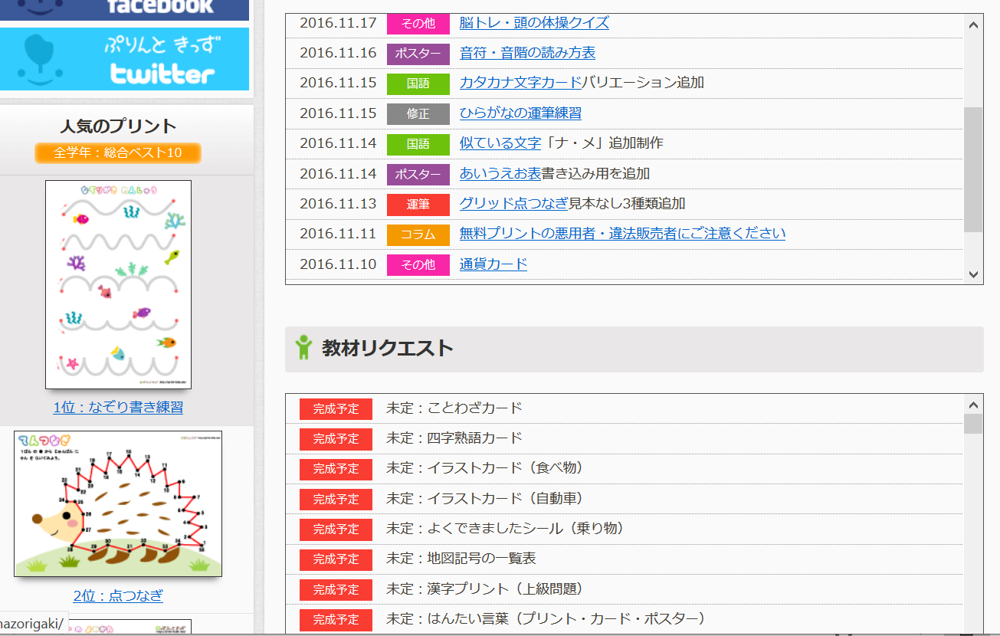 facebook
ぷりんと きっず
twitter
人気のプリント
全学年：総合ベスト10
なぞりがき れんしゅう
1位：なぞり書き練習
てんつなぎ
2位：点つなぎ
nazorigaki/
2016.11.17 その他 脳トレ・頭の体操クイズ
2016.11.16 ポスター 音符・音階の読み方表
2016.11.15 国語 カタカナ文字カードバリエーション追加
2016.11.15 修正 ひらがなの運筆練習
2016.11.14 国語 似ている文字「ナ・メ」追加制作
2016.11.14 ポスター あいうえお表書き込み用を追加
2016.11.13 運筆 グリッド点つなぎ見本なし3種類追加
2016.11.11 コラム 無料プリントの悪用者・違法販売者にご注意ください
2016.11.10 その他 通貨カード
教材リクエスト
完成予定 未定：ことわざカード
完成予定 未定：四字熟語カード
完成予定 未定：イラストカード（食べ物）
完成予定 未定：イラストカード（自動車）
完成予定 未定：よくできましたシール（乗り物）
完成予定 未定：地図記号の一覧表
完成予定 未定：漢字プリント（上級問題）
完成予定 未定：はんたい言葉（プリント・カード・ポスター）